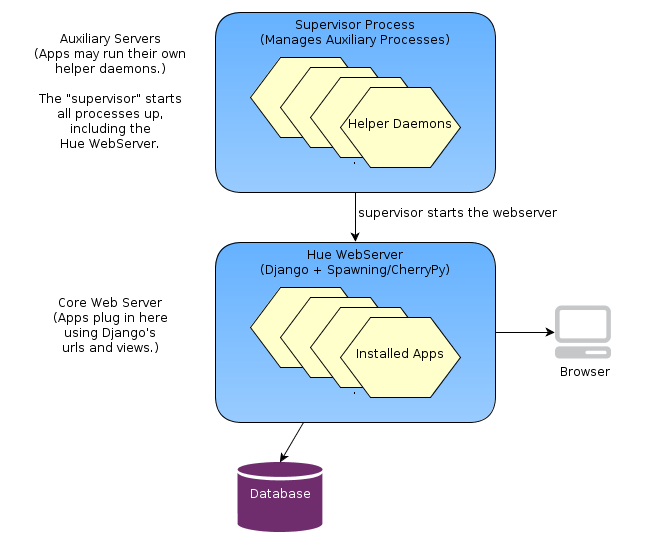 Supervisor Process
(Manages Auxiliary Processes)
Auxiliary Servers
(Apps may run their own
helper daemons.)
The "supervisor" starts
all processes up,
including the
Hue WebServer.
Helper Daemons
supervisor starts the webserver
Hue WebServer
(Django + Spawning/CherryPy)
Core Web Server
(Apps plug in here
using Django's
urls and views.)
Installed Apps
Browser
Database